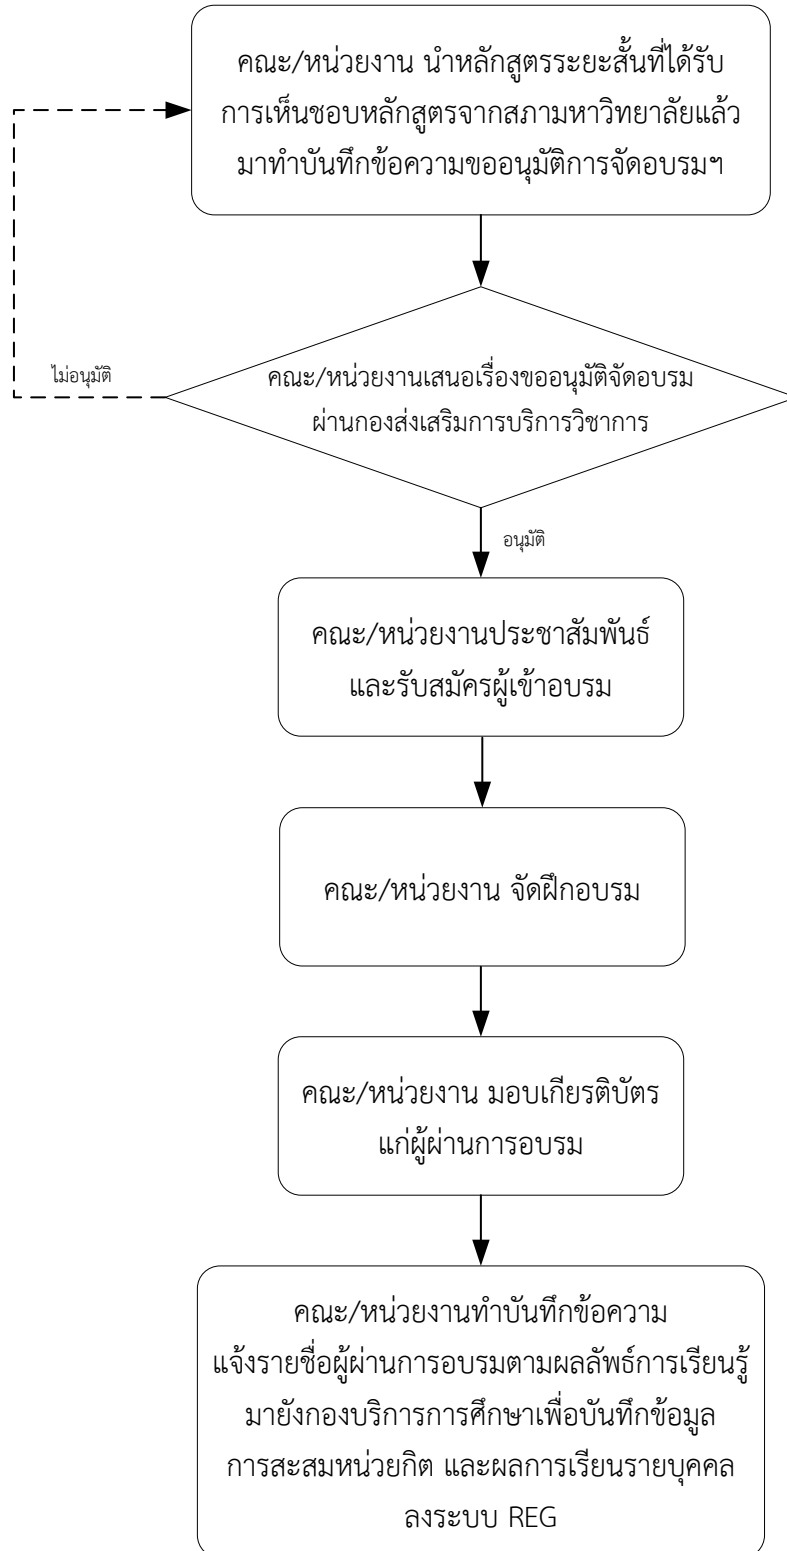 คณะ/หน่วยงาน นำหลักสูตรระยะสั้นที่ได้รับ
การเห็นชอบหลักสูตรจากสภามหาวิทยาลัยแล้ว
มาทำบันทึกข้อความขออนุมัติการจัดอบรมฯ
ไม่อนุมัติ
คณะ/หน่วยงานเสนอเรื่องขออนุมัติจัดอบรม
ผ่านกองส่งเสริมการบริการวิชาการ
อนุมัติ
คณะ/หน่วยงานประชาสัมพันธ์
และรับสมัครผู้เข้าอบรม
คณะ/หน่วยงาน จัดฝึกอบรม
คณะ/หน่วยงาน มอบเกียรติบัตร
แก่ผู้ผ่านการอบรม
คณะ/หน่วยงานทำบันทึกข้อความ
แจ้งรายชื่อผู้ผ่านการอบรมตามผลลัพธ์การเรียนรู้
มายังกองบริการการศึกษาเพื่อบันทึกข้อมูล
การสะสมหน่วยกิต และผลการเรียนรายบุคคล
ลงระบบ REG